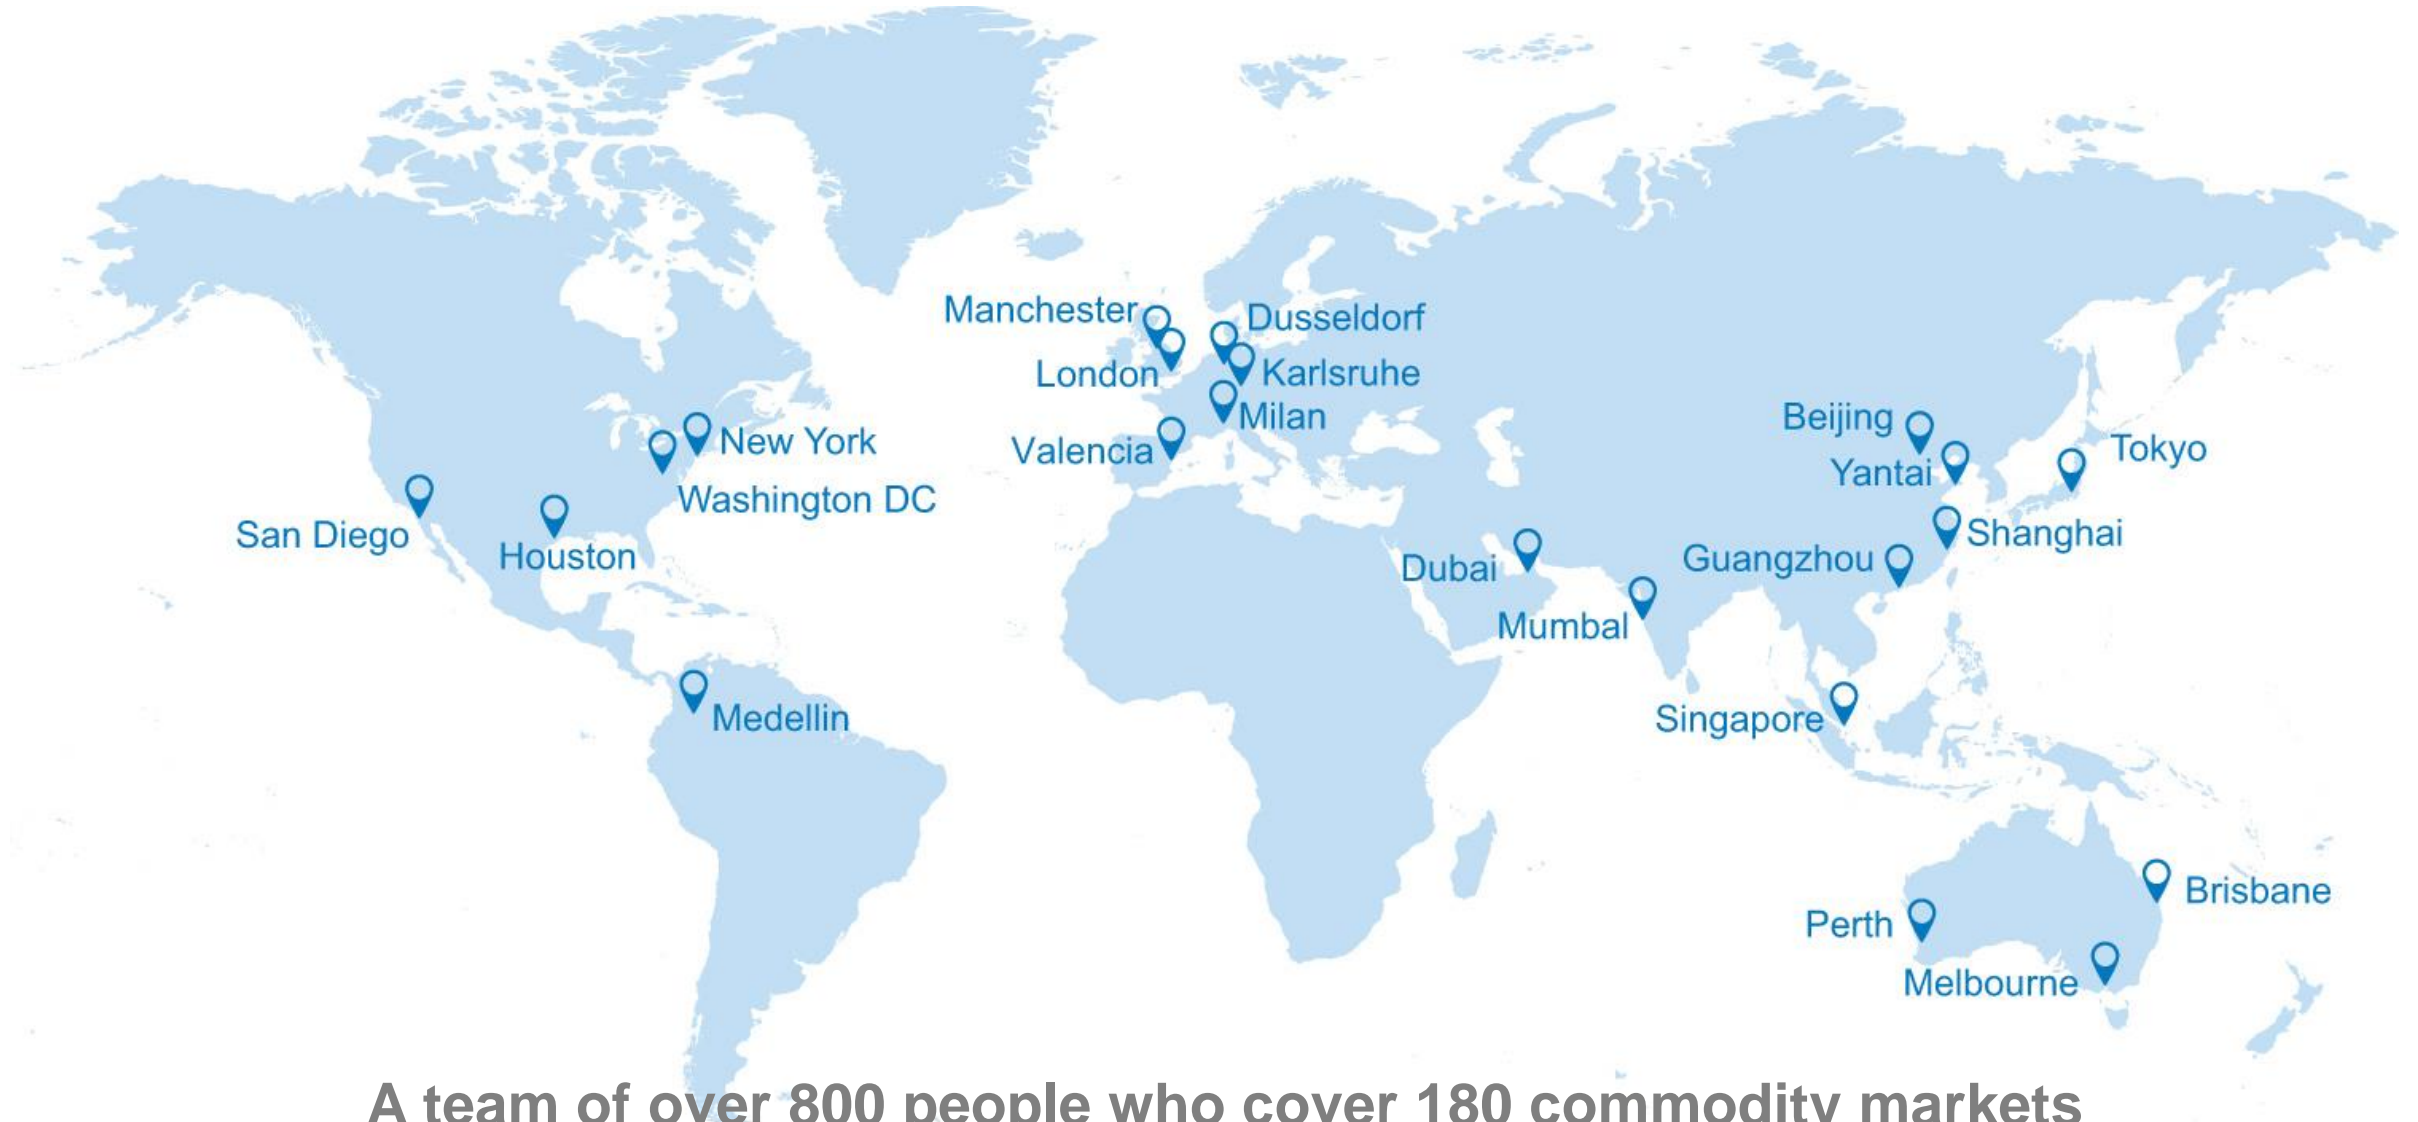 Manchester
Dusseldorf
London
Karlsruhe
Milan
Valencia
New York
Washington DC
San Diego
Houston
Medellin
Beijing
Yantai
Tokyo
Shanghai
Guangzhou
Dubai
Mumbal
Singapore
Brisbane
Perth
Melbourne
A team of over 800 people who cover 180 commodity markets